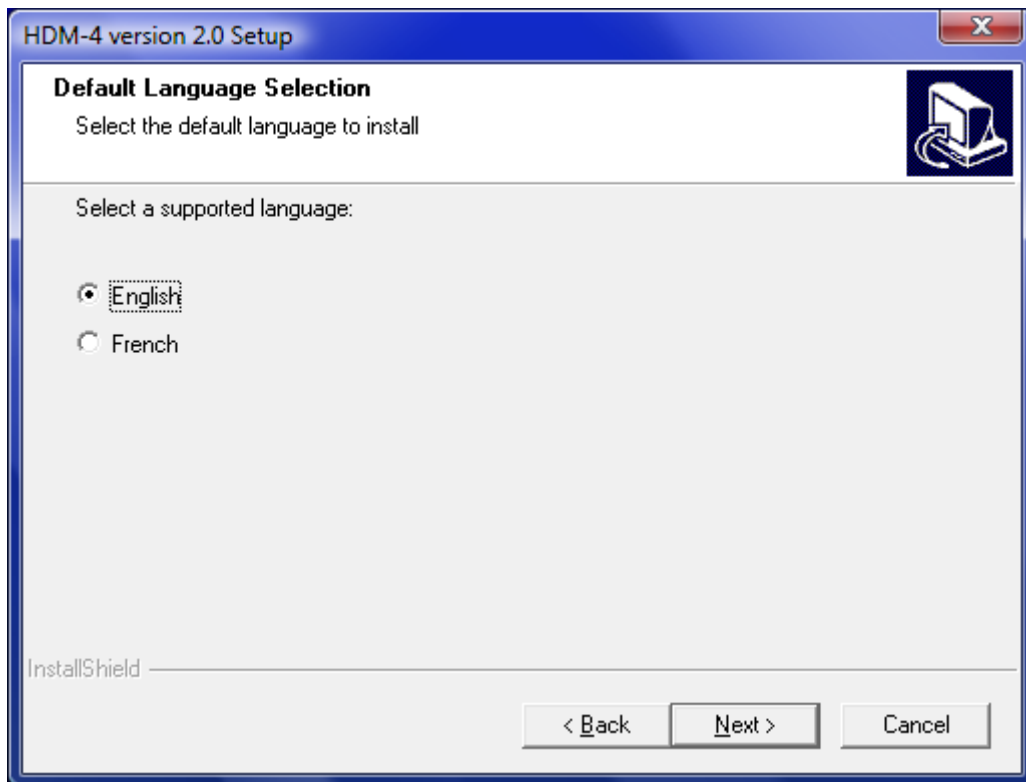 HDM-4 version 2.0 Setup
Default Language Selection
Select the default language to install
Select a supported language:
English
French
InstallShield
< Back Next > Cancel